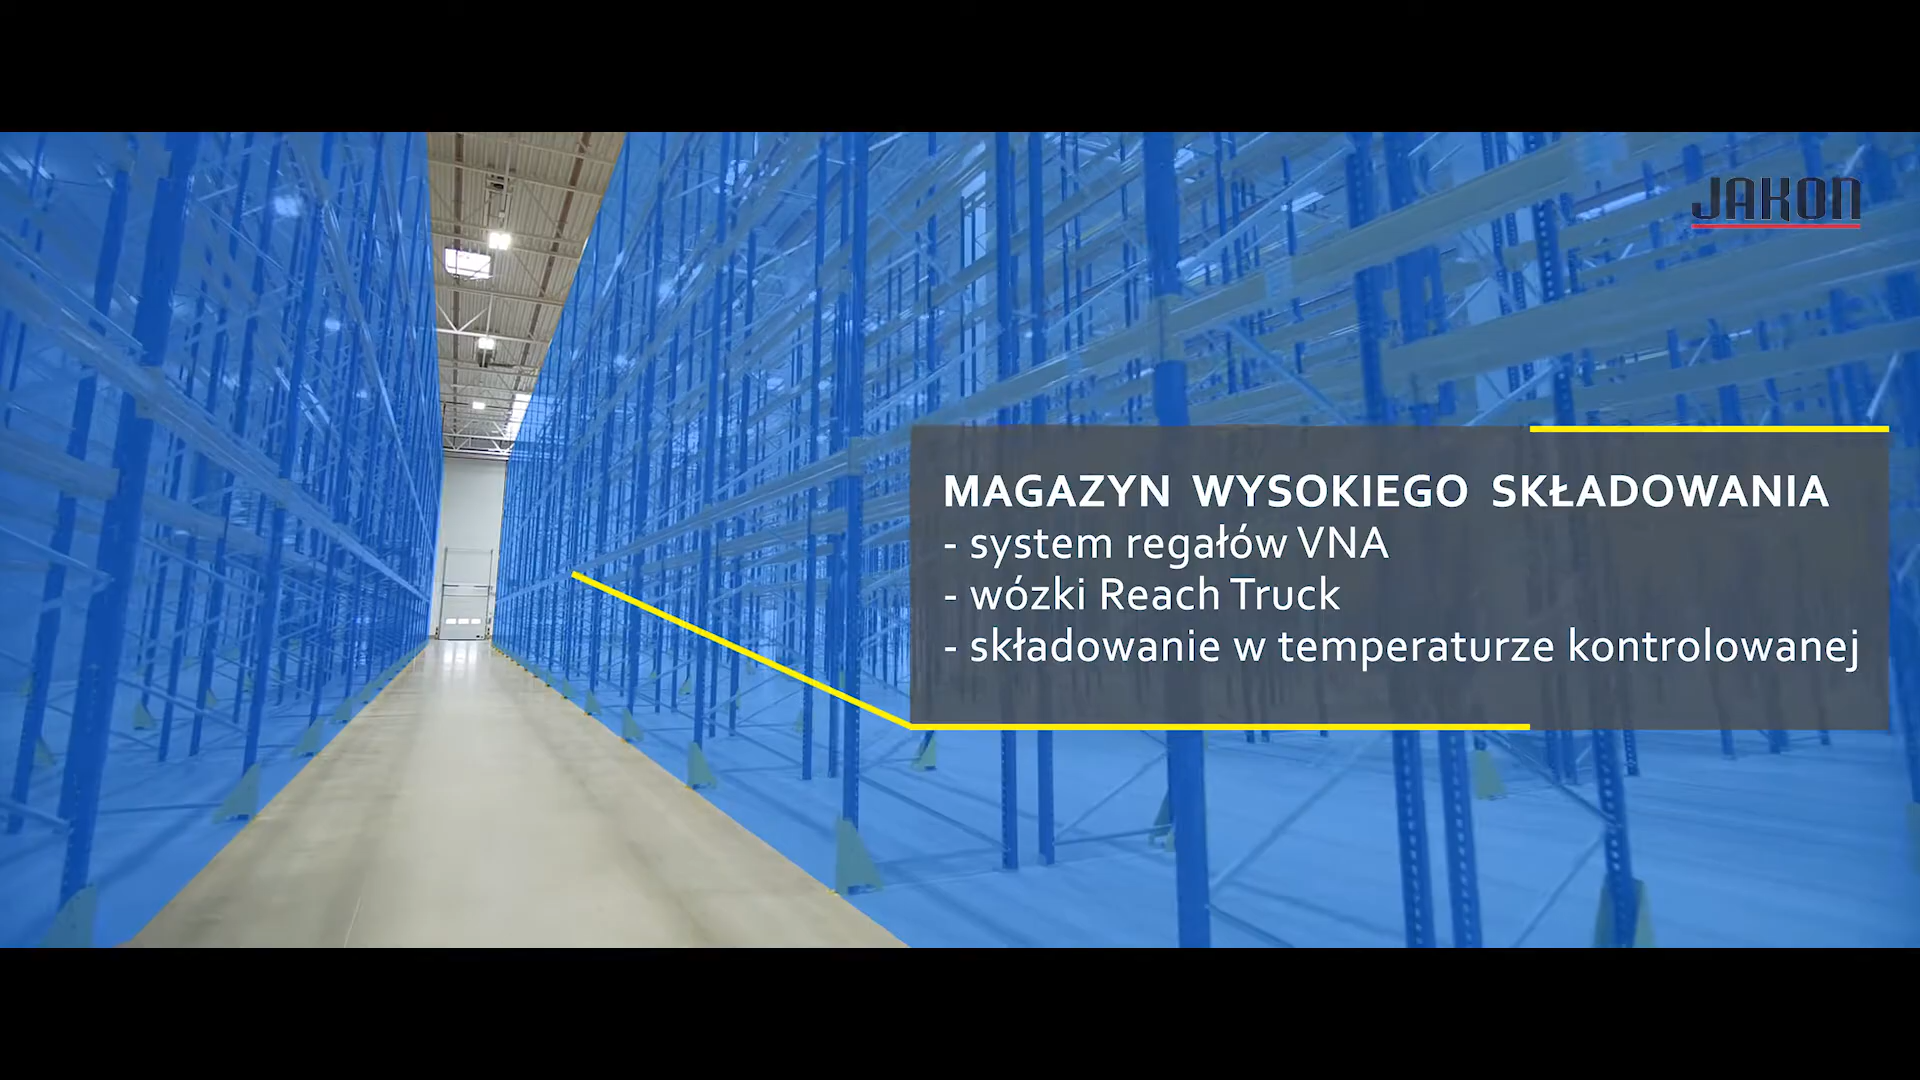 JAKON
MAGAZYN WYSOKIEGO SKŁADOWANIA
- system regałów VNA
- wózki Reach Truck
- składowanie w temperaturze kontrolowanej